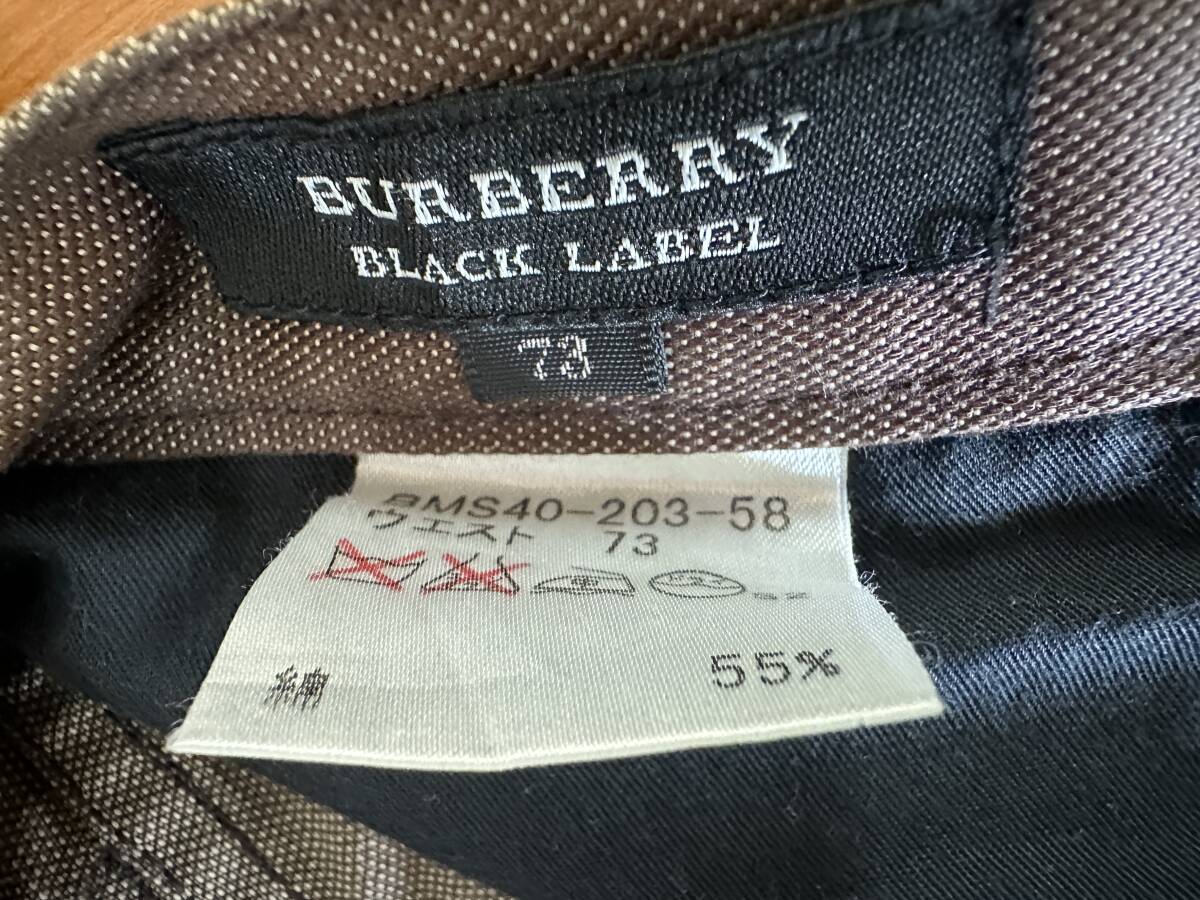 BURBERRY
BLACK LABEL
73
BMS40-203-58
ウエスト 73
綿 55%